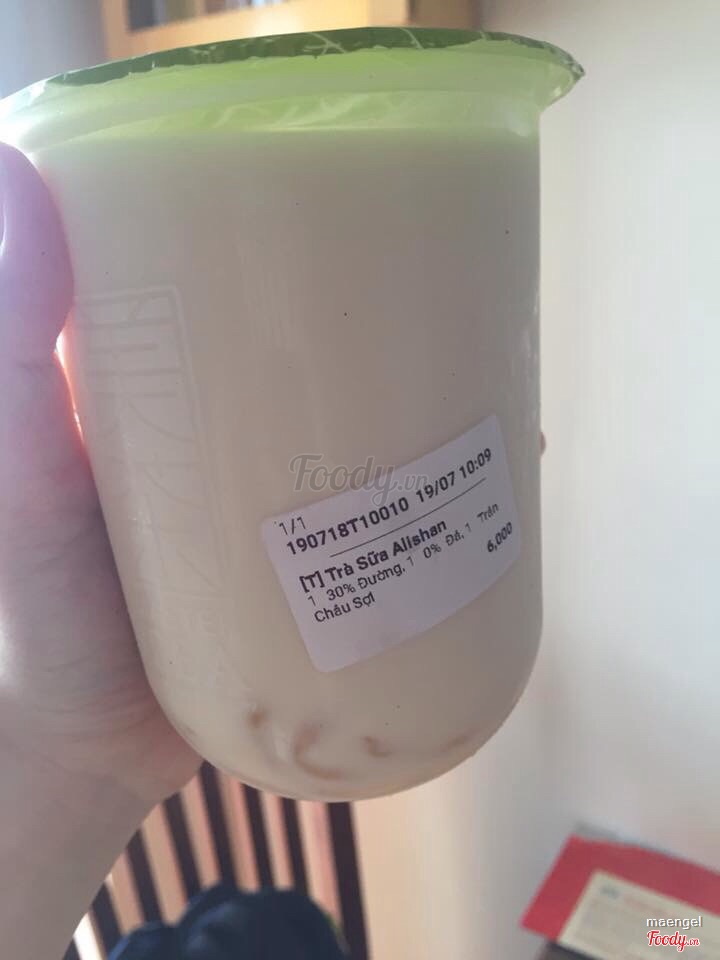 Foody.vn
1/1
190718T10010 19/07 10:09
[T] Trà Sữa Alishan
1 30% Đường, 1 0% Đá, 1 Trân
Châu Sợi
6,000
maengel
Foody.vn